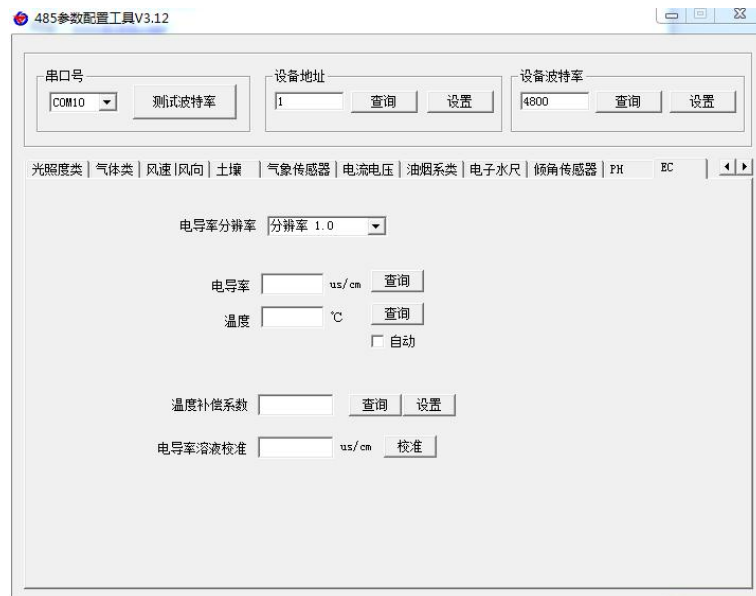 485参数配置工具V3.12
串口号
COM10 测试波特率
设备地址
1 查询 设置
设备波特率
4800 查询 设置
光照度类 气体类 风速|风向 土壤 气象传感器 电流电压 油烟系类 电子水尺 倾角传感器 PH EC
电导率分辨率 分辨率 1.0
电导率 us/cm 查询
温度 ℃ 查询
自动
温度补偿系数 查询 设置
电导率溶液校准 us/cm 校准